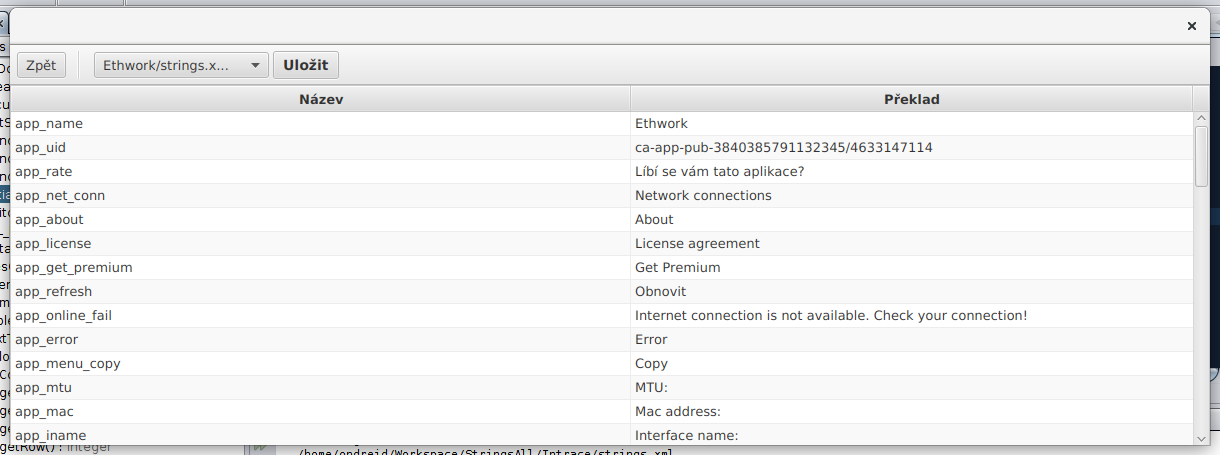 Zpět Ethwork/strings.x... Uložit
Název Překlad
app_name Ethwork
app_uid ca-app-pub-3840385791132345/4633147114
app_rate Líbí se vám tato aplikace?
app_net_conn Network connections
app_about About
app_license License agreement
app_get_premium Get Premium
app_refresh Obnovit
app_online_fail Internet connection is not available. Check your connection!
app_error Error
app_menu_copy Copy
app_mtu MTU:
app_mac Mac address:
app_iname Interface name:
getRow(): Integer
/home/ondreid/Workspace/StringsAll/Intrace/strings.xml